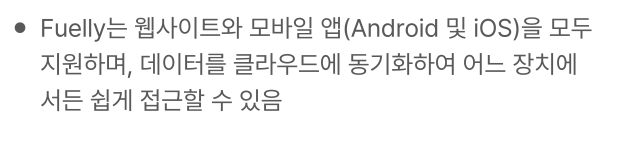 • Fuelly는 웹사이트와 모바일 앱(Android 및 iOS)을 모두
지원하며, 데이터를 클라우드에 동기화하여 어느 장치에
서든 쉽게 접근할 수 있음